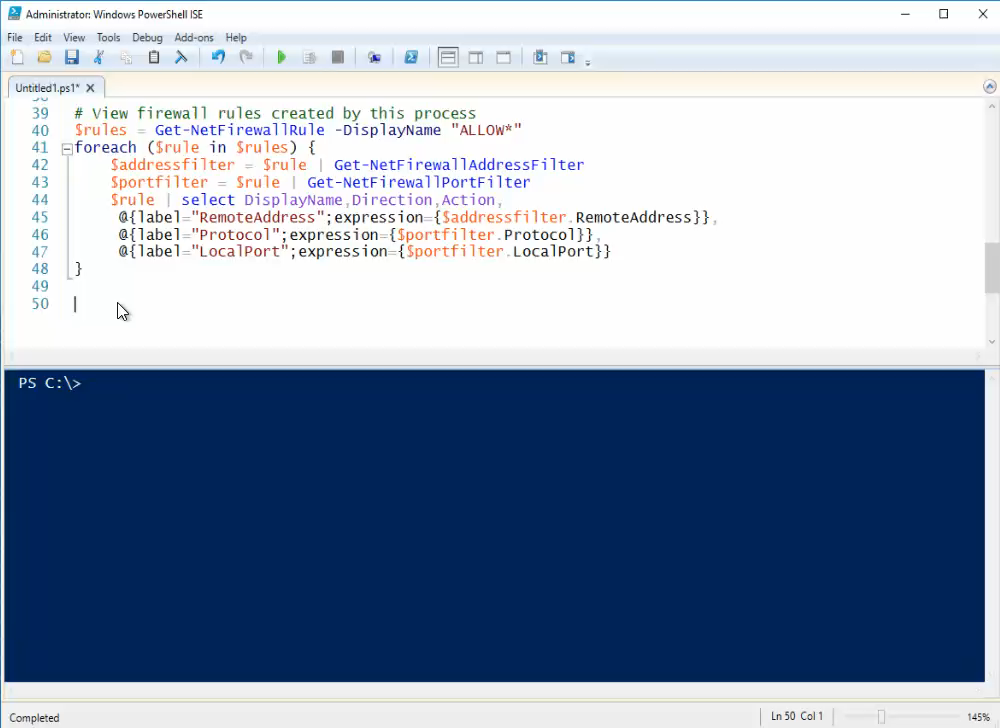 Administrator: Windows PowerShell ISE
File Edit View Tools Debug Add-ons Help
Untitled1.ps1* X
38
39 # View firewall rules created by this process
40 $rules = Get-NetFirewallRule -DisplayName "ALLOW*"
41 foreach ($rule in $rules) {
42 $addressfilter = $rule | Get-NetFirewallAddressFilter
43 $portfilter = $rule | Get-NetFirewallPortFilter
44 $rule | select DisplayName,Direction,Action,
45 @{label="RemoteAddress";expression={$addressfilter.RemoteAddress}},
46 @{label="Protocol";expression={$portfilter.Protocol}},
47 @{label="LocalPort";expression={$portfilter.LocalPort}}
48 }
49
50
PS C:\>
Completed Ln 50 Col 1 145%